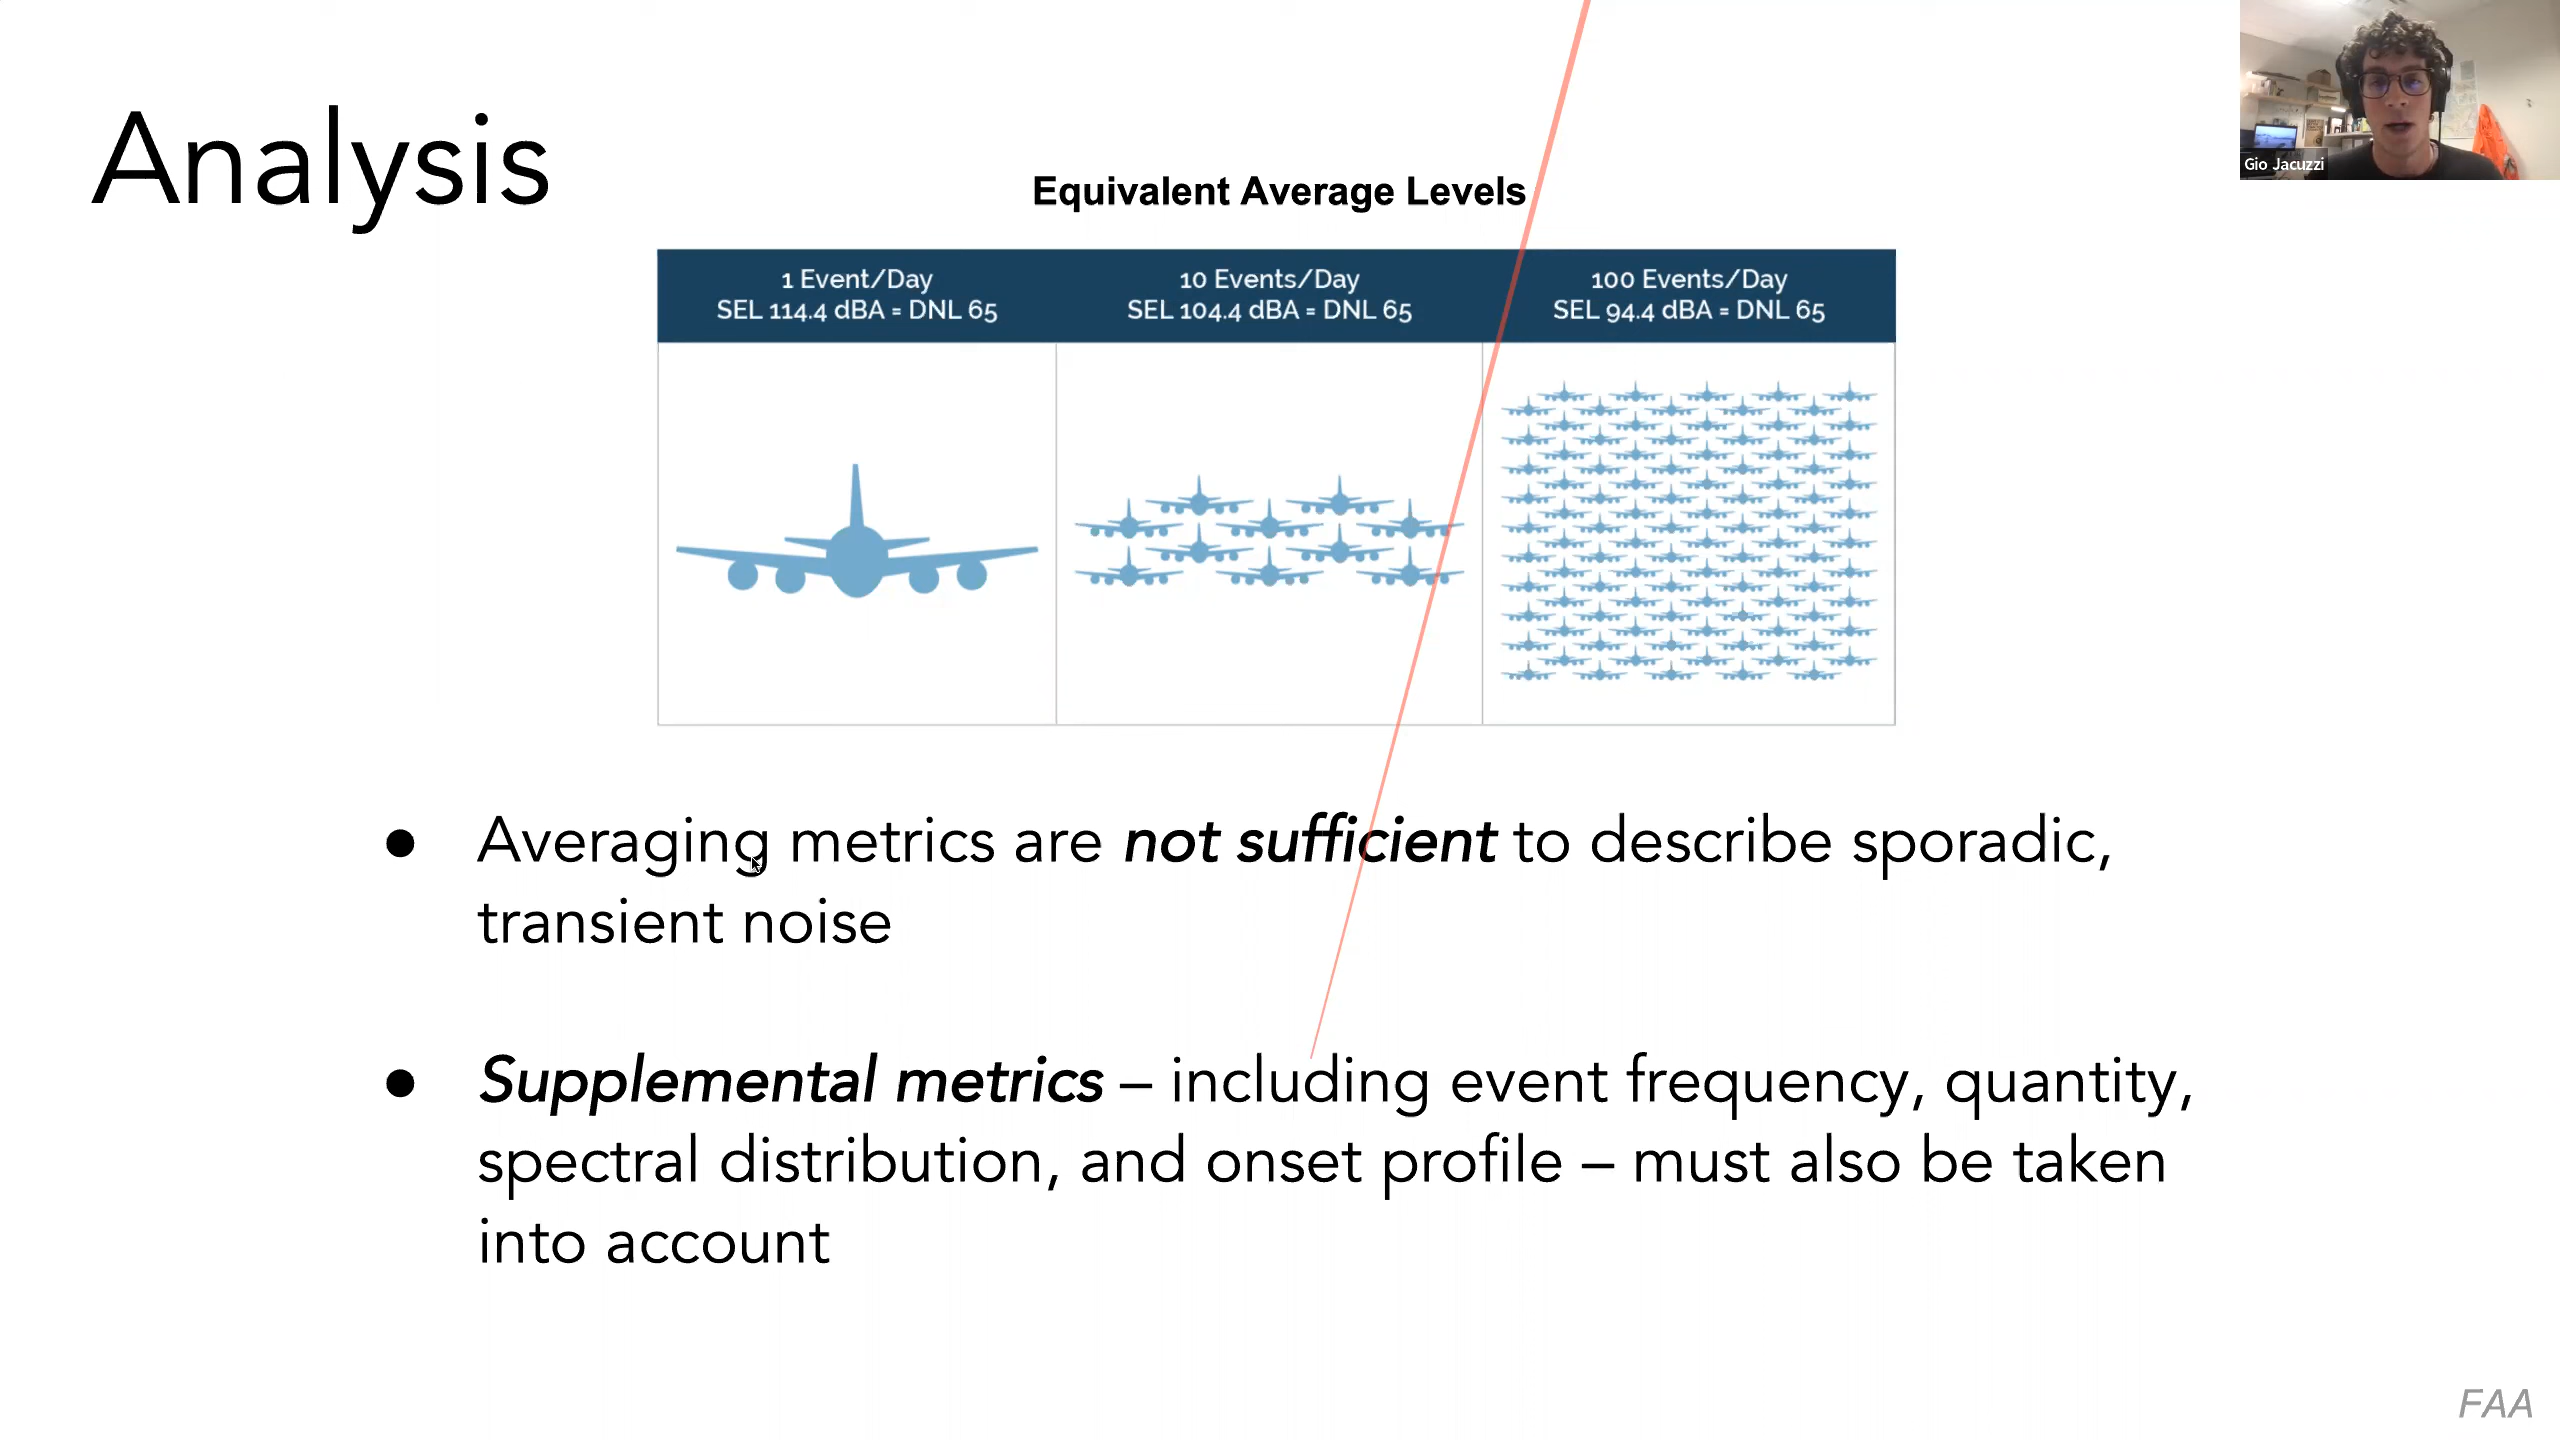 Gio Jacuzzi
Analysis
Equivalent Average Levels
1 Event/Day
SEL 114.4 dBA = DNL 65
10 Events/Day
SEL 104.4 dBA = DNL 65
100 Events/Day
SEL 94.4 dBA = DNL 65
● Averaging metrics are not sufficient to describe sporadic,
transient noise
● Supplemental metrics – including event frequency, quantity,
spectral distribution, and onset profile – must also be taken
into account
FAA